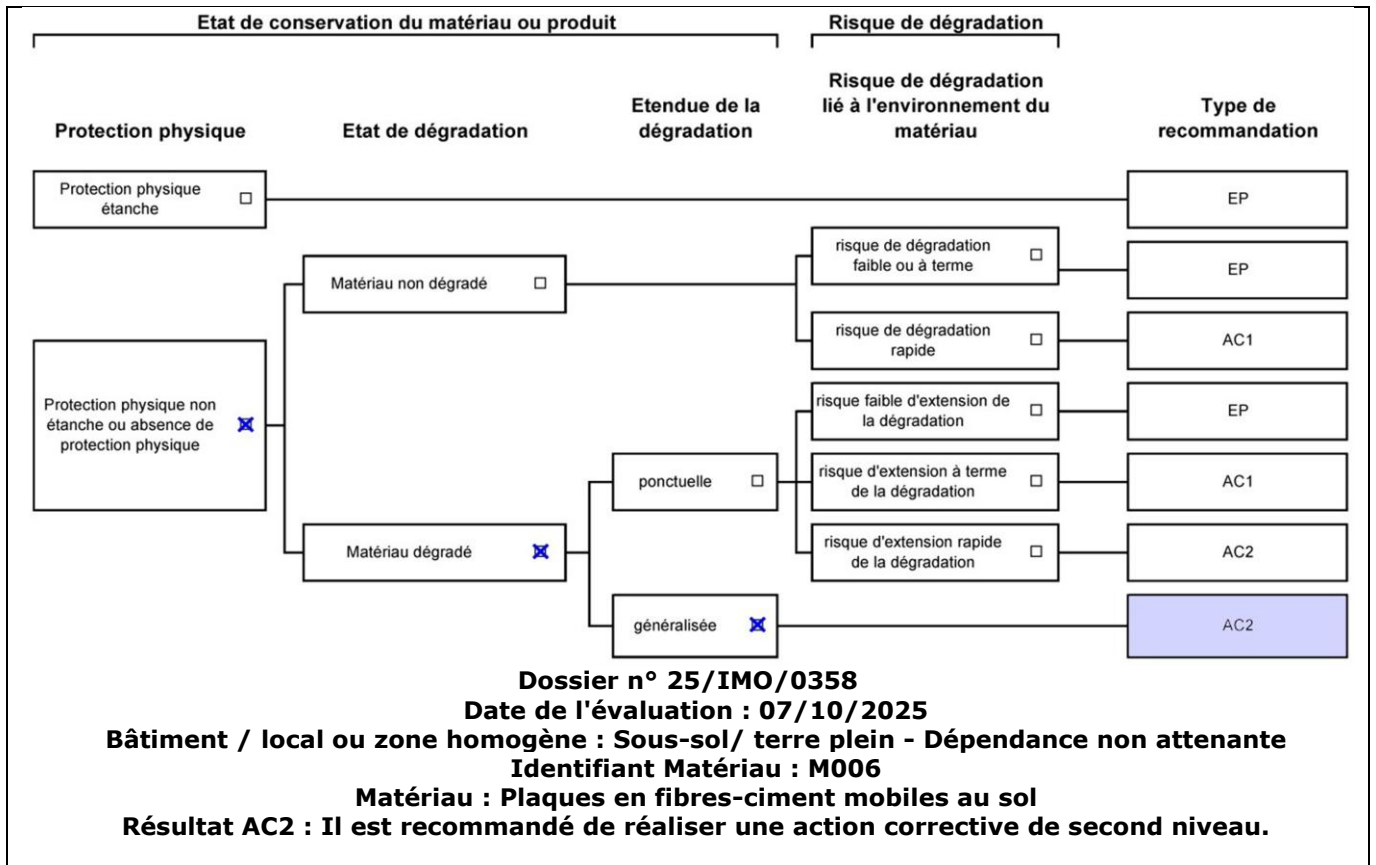 Etat de conservation du matériau ou produit
Risque de dégradation
Protection physique
Etat de dégradation
Etendue de la
dégradation
Risque de dégradation
lié à l'environnement du
matériau
Type de
recommandation
Protection physique
étanche
EP
risque de dégradation
faible ou à terme
EP
Matériau non dégradé
risque de dégradation
rapide
AC1
Protection physique non
étanche ou absence de
protection physique
risque faible d'extension de
la dégradation
EP
ponctuelle
risque d'extension à terme
de la dégradation
AC1
Matériau dégradé
risque d'extension rapide
de la dégradation
AC2
généralisée
AC2
Dossier n° 25/IMO/0358
Date de l'évaluation : 07/10/2025
Bâtiment / local ou zone homogène : Sous-sol/ terre plein - Dépendance non attenante
Identifiant Matériau : M006
Matériau : Plaques en fibres-ciment mobiles au sol
Résultat AC2 : Il est recommandé de réaliser une action corrective de second niveau.